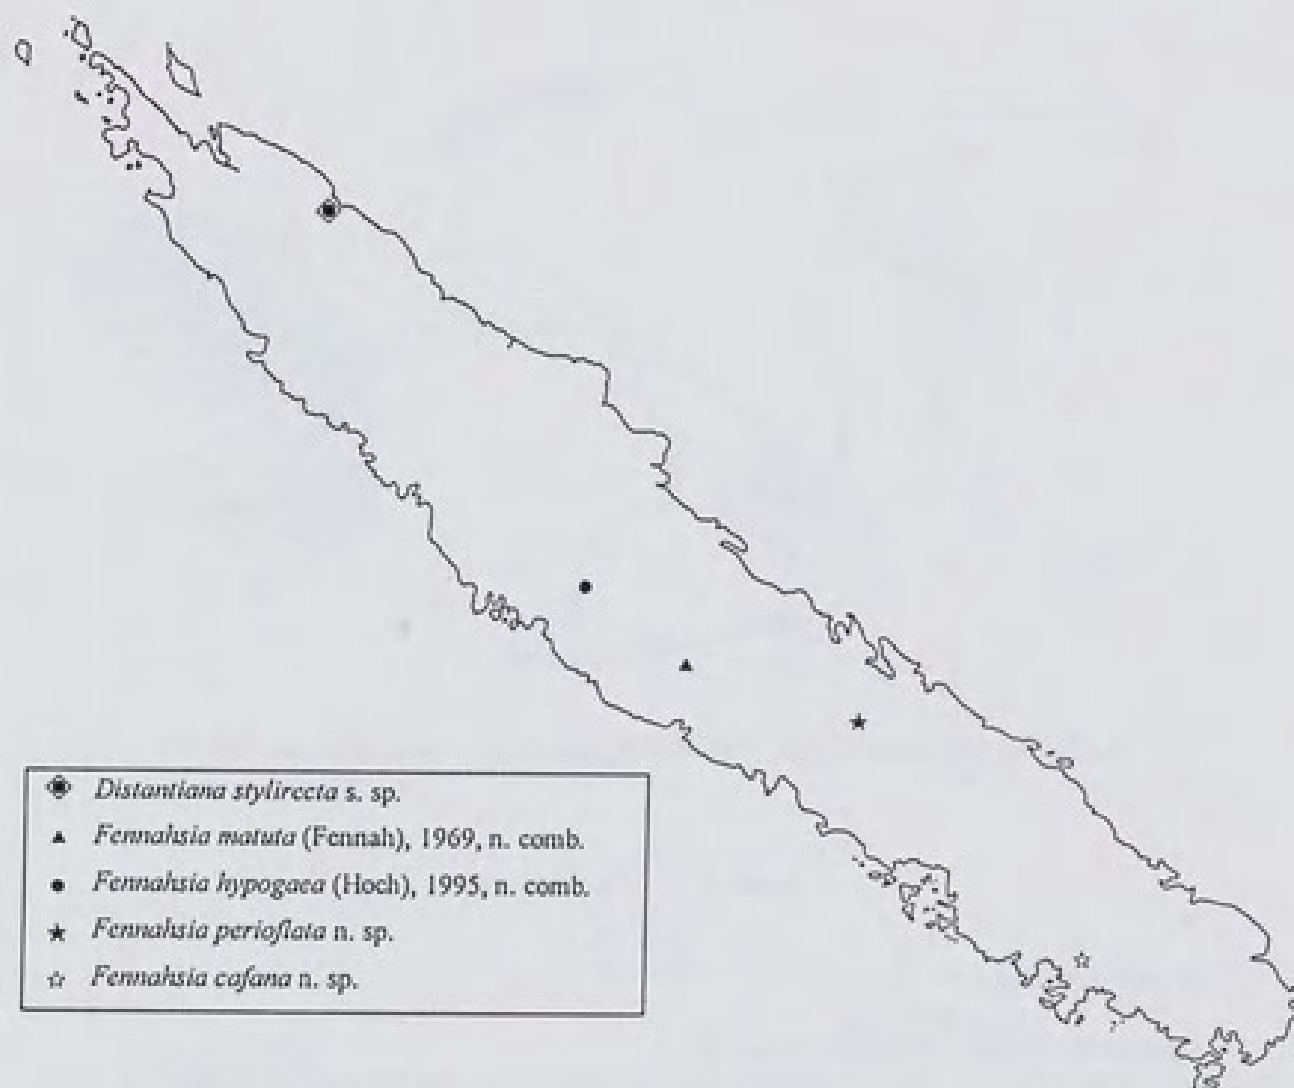 Distantiana stylirecta s. sp.
Fennahsia matuta (Fennah), 1969, n. comb.
Fennahsia hypogaea (Hoch), 1995, n. comb.
Fennahsia perioflata n. sp.
Fennahsia cafana n. sp.